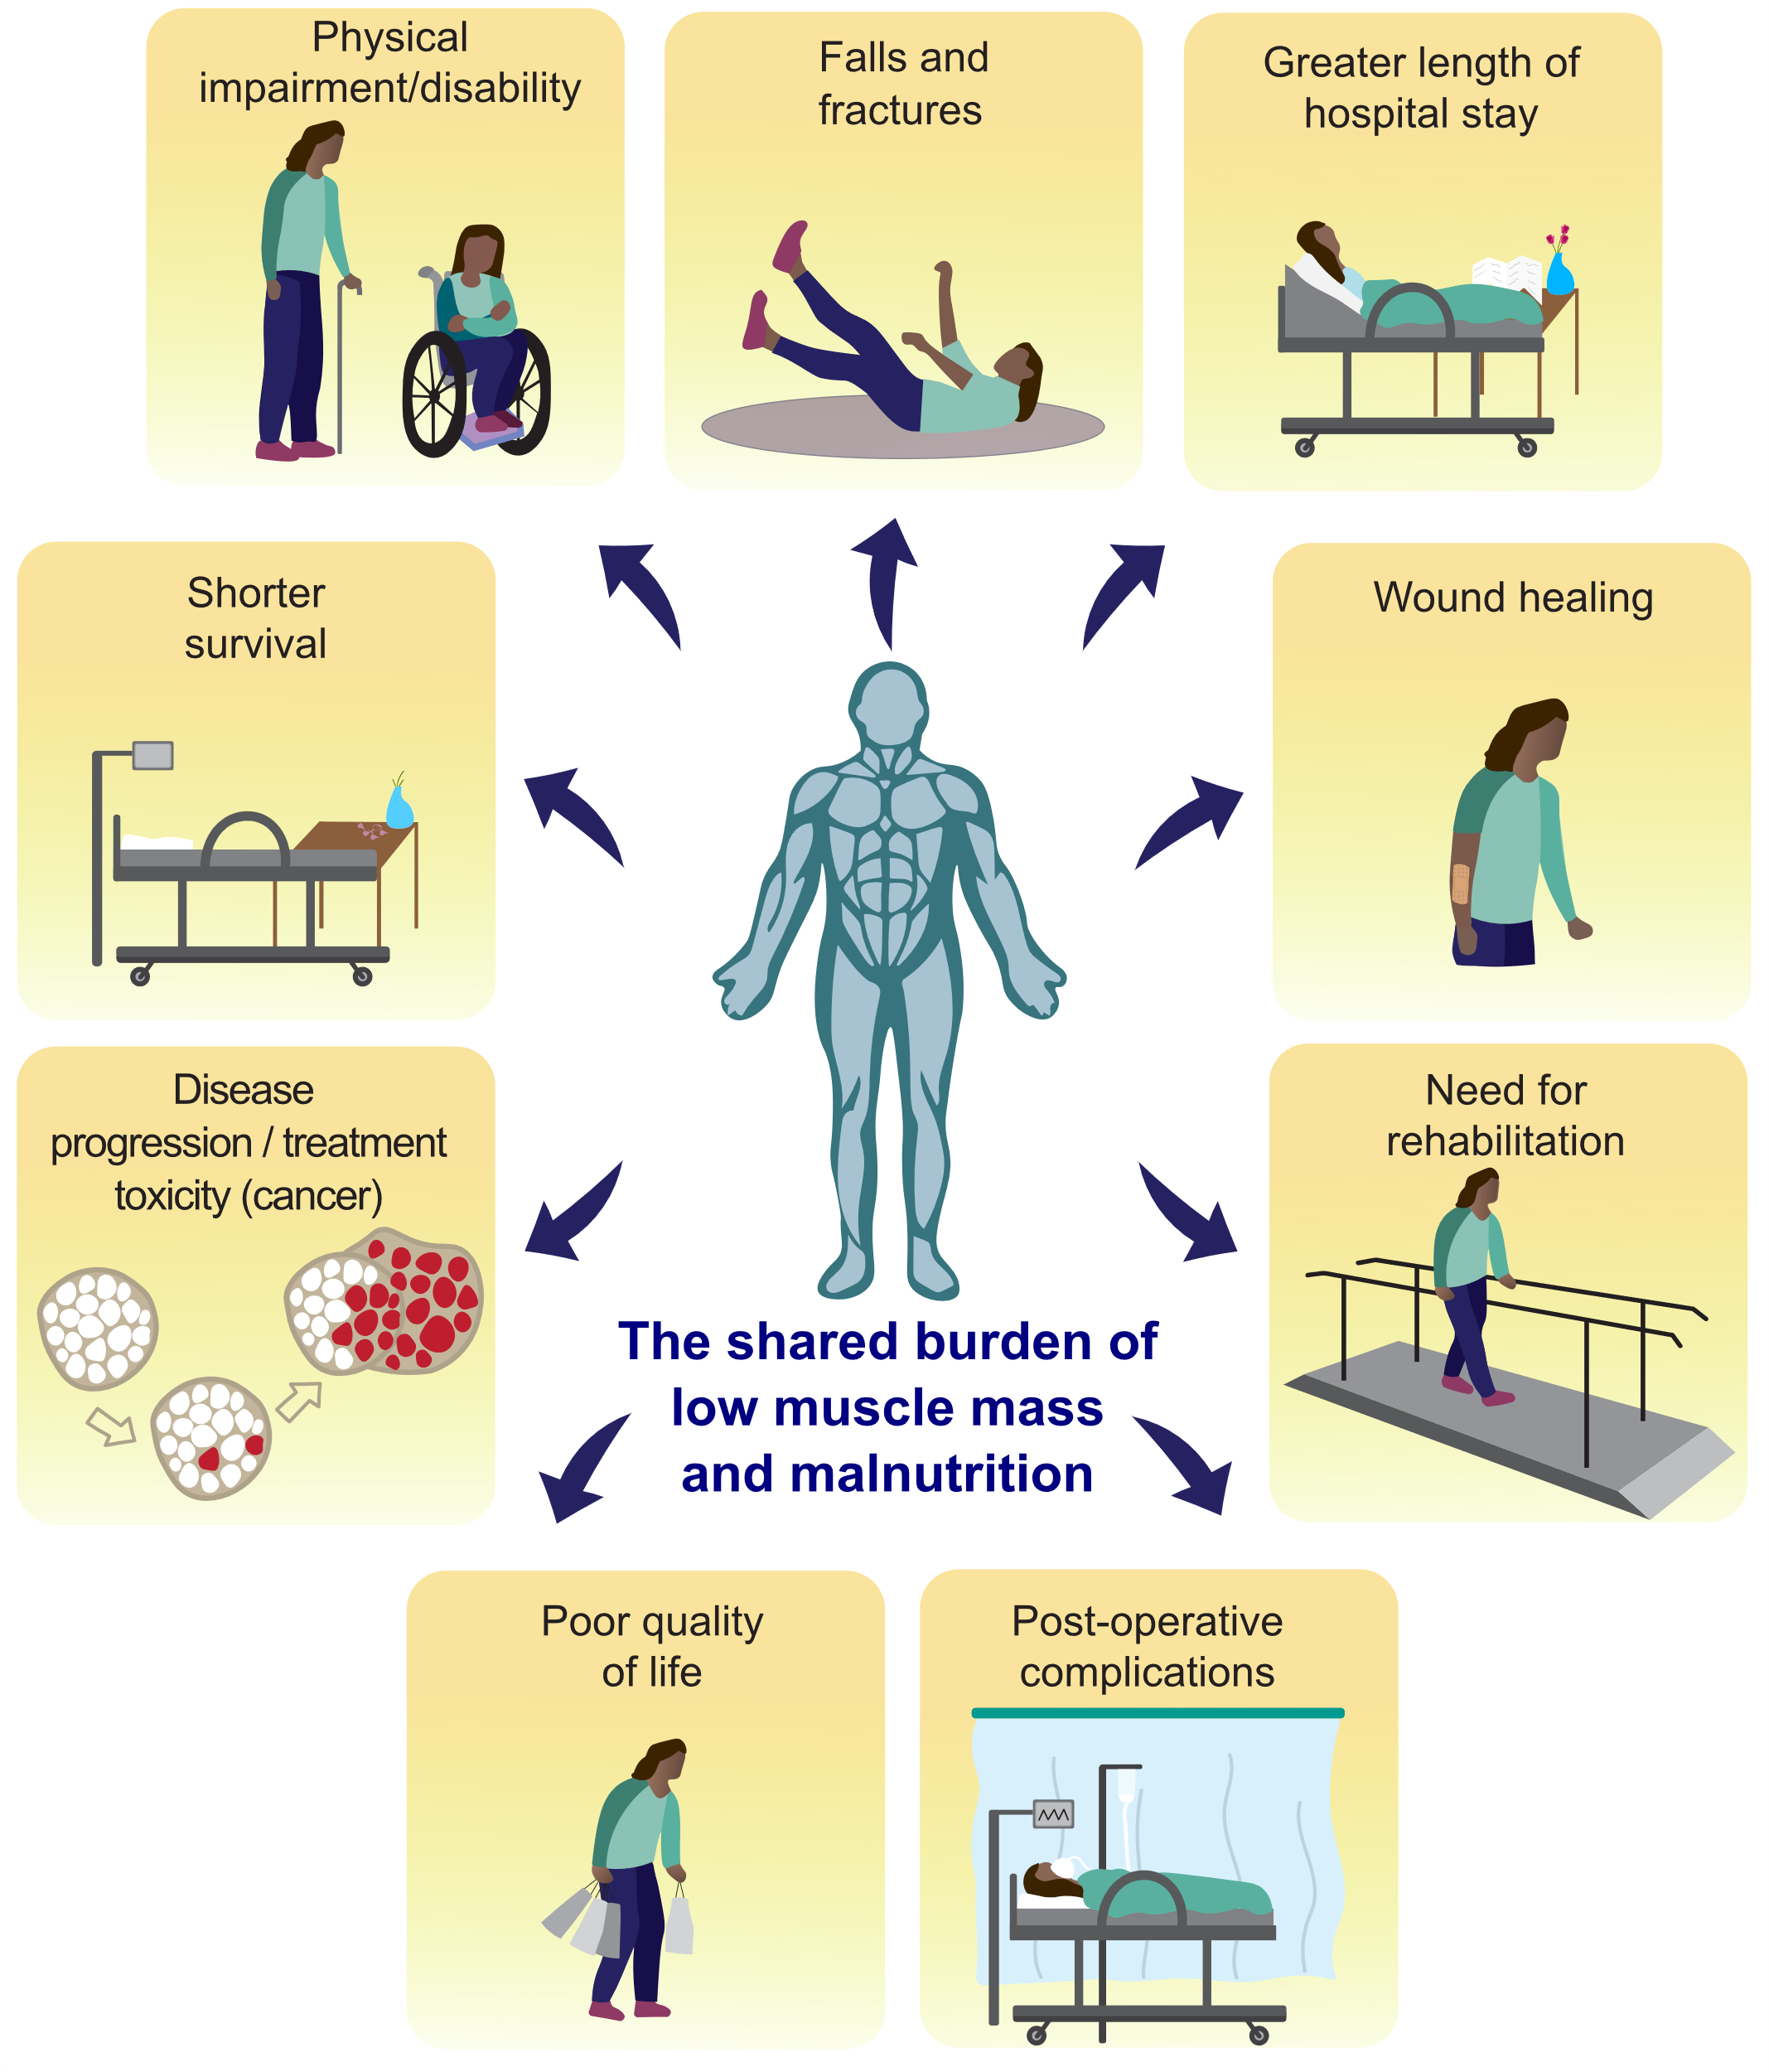 Physical
impairment/disability
Falls and
fractures
Greater length of
hospital stay
Shorter
survival
Wound healing
Disease
progression / treatment
toxicity (cancer)
Need for
rehabilitation
The shared burden of
low muscle mass
and malnutrition
Poor quality
of life
Post-operative
complications